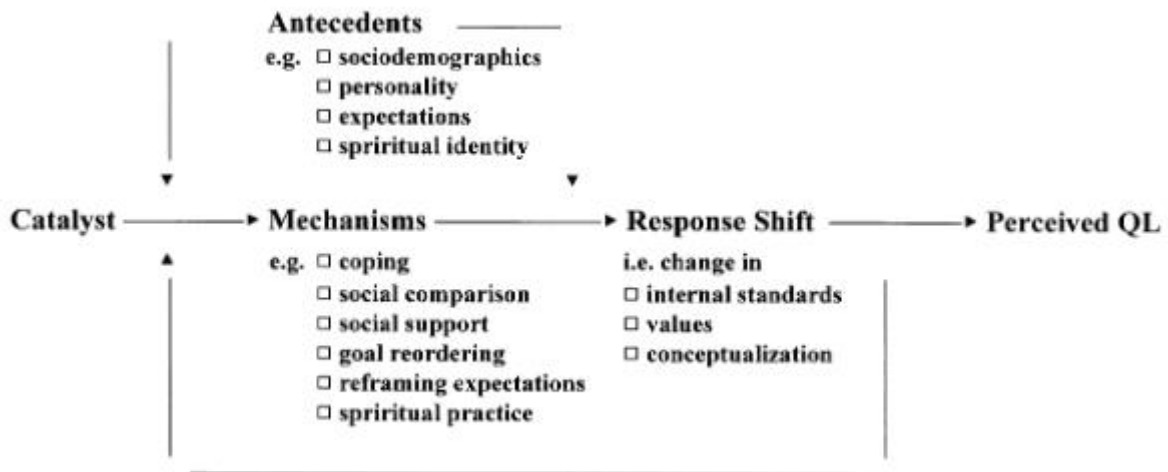 Antecedents
e.g. □ sociodemographics
□ personality
□ expectations
□ spriritual identity
Catalyst Mechanisms Response Shift Perceived QL
e.g. □ coping
□ social comparison
□ social support
□ goal reordering
□ reframing expectations
□ spriritual practice
i.e. change in
□ internal standards
□ values
□ conceptualization